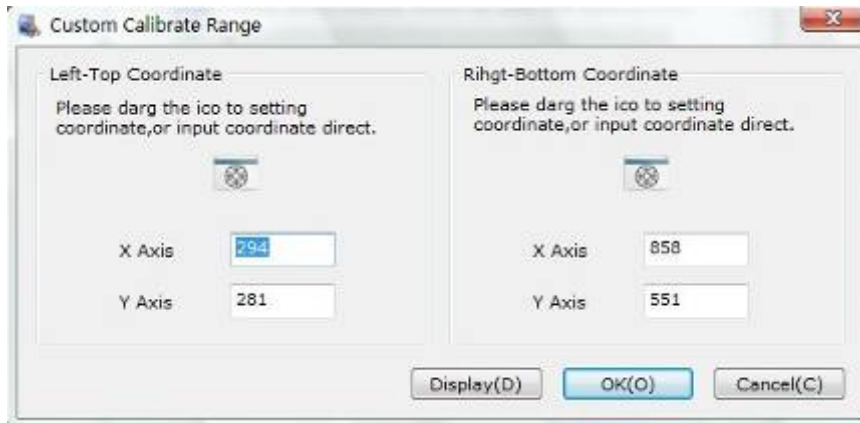 Custom Calibrate Range
Left-Top Coordinate
Please darg the ico to setting
coordinate,or input coordinate direct.
X Axis 294
Y Axis 281
Rihgt-Bottom Coordinate
Please darg the ico to setting
coordinate,or input coordinate direct.
X Axis 858
Y Axis 551
Display(D) OK(O) Cancel(C)